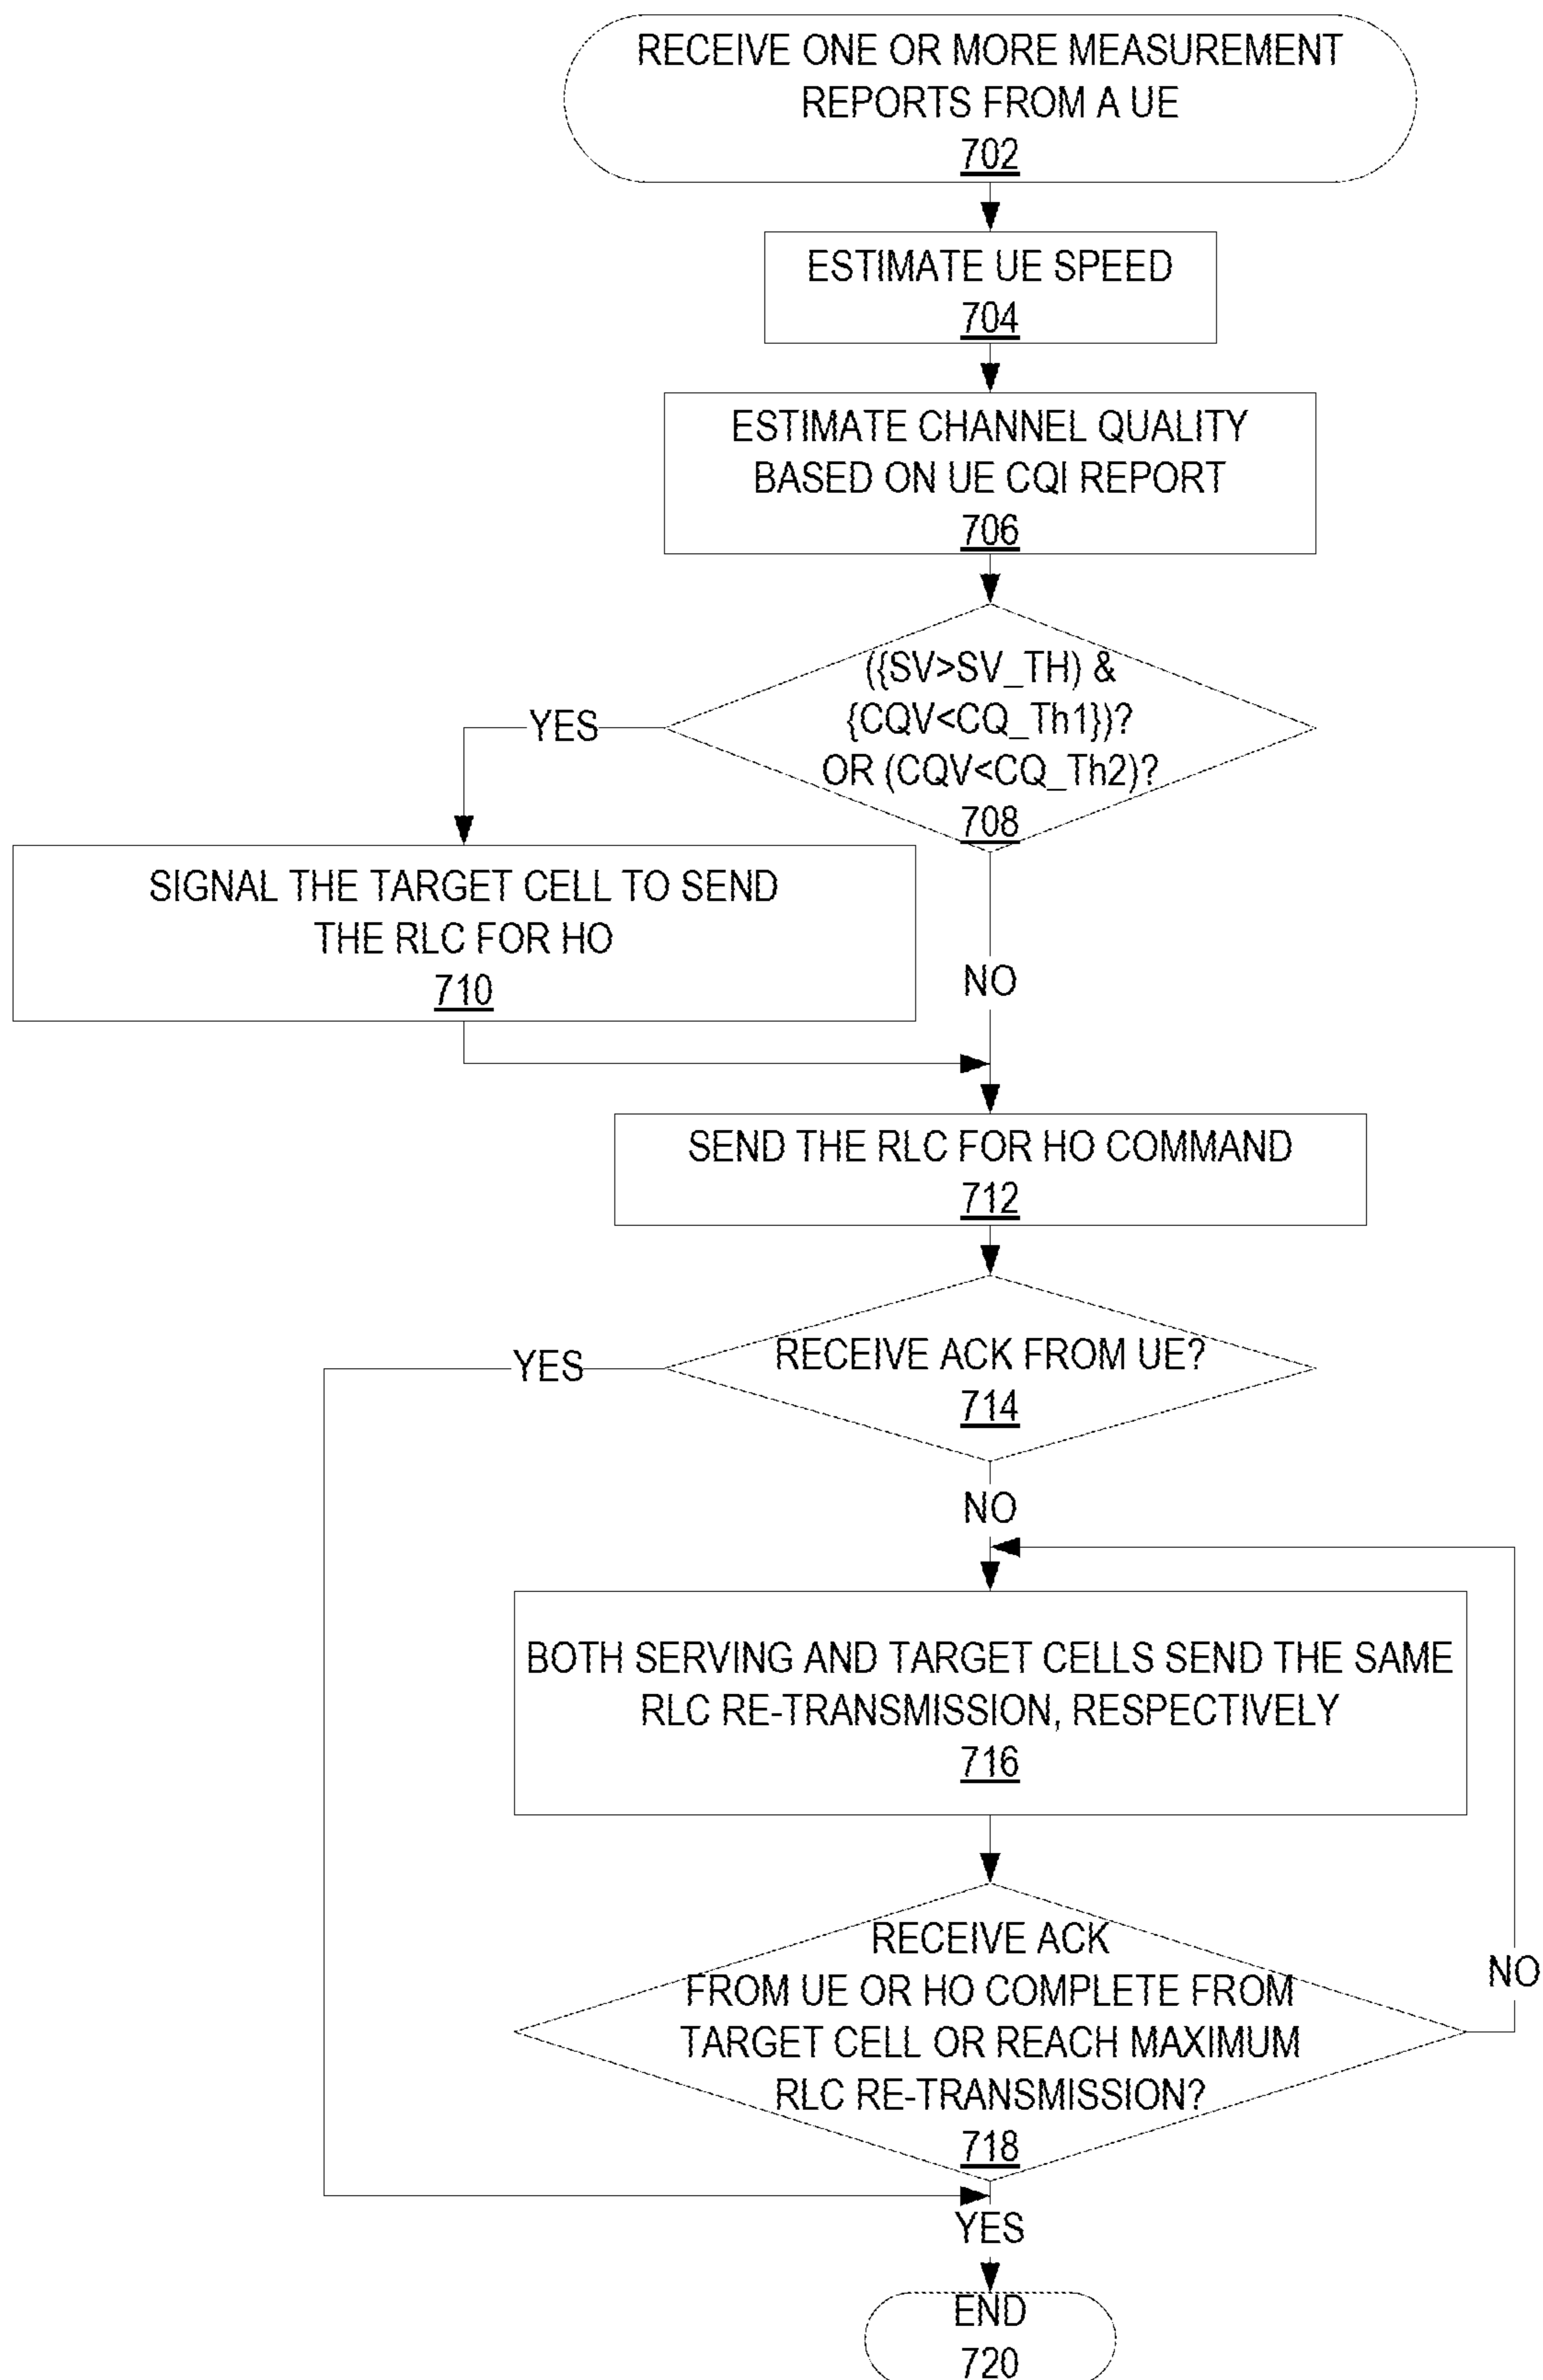 RECEIVE ONE OR MORE MEASUREMENT
REPORTS FROM A UE
702
ESTIMATE UE SPEED
704
ESTIMATE CHANNEL QUALITY
BASED ON UE CQI REPORT
706
({SV>SV_TH) &
{CQV<CQ_Th1})?
OR (CQV<CQ_Th2)?
708
YES
SIGNAL THE TARGET CELL TO SEND
THE RLC FOR HO
710
NO
SEND THE RLC FOR HO COMMAND
712
RECEIVE ACK FROM UE?
714
YES
NO
BOTH SERVING AND TARGET CELLS SEND THE SAME
RLC RE-TRANSMISSION, RESPECTIVELY
716
RECEIVE ACK
FROM UE OR HO COMPLETE FROM
TARGET CELL OR REACH MAXIMUM
RLC RE-TRANSMISSION?
718
NO
YES
END
720